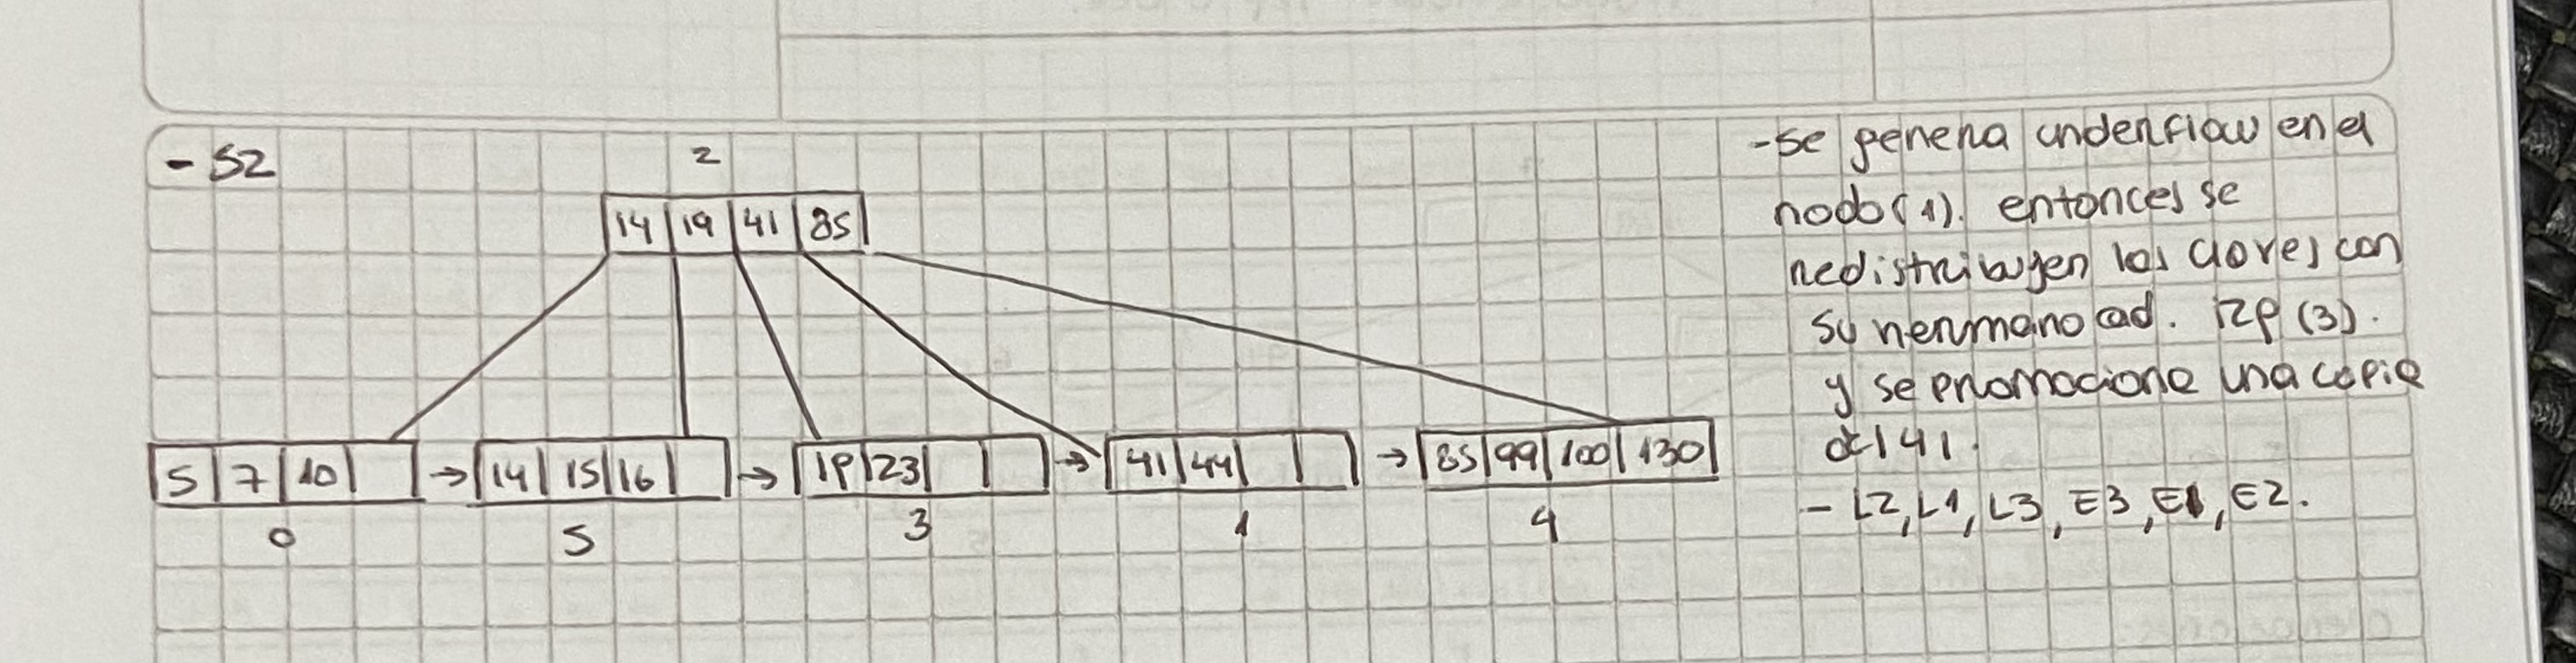 - 52
2
14 19 41 85
5 7 10 → 14 15 16 → 19 23 → 41 44 → 85 99 100 130
0 5 3 1 4
-se genera underflow en el
nodo (1). entonces se
redistribuyen las claves con
su hermano ad. izq (3).
y se promociona una copia
del 41.
- L2, L1, L3, E3, E1, E2.